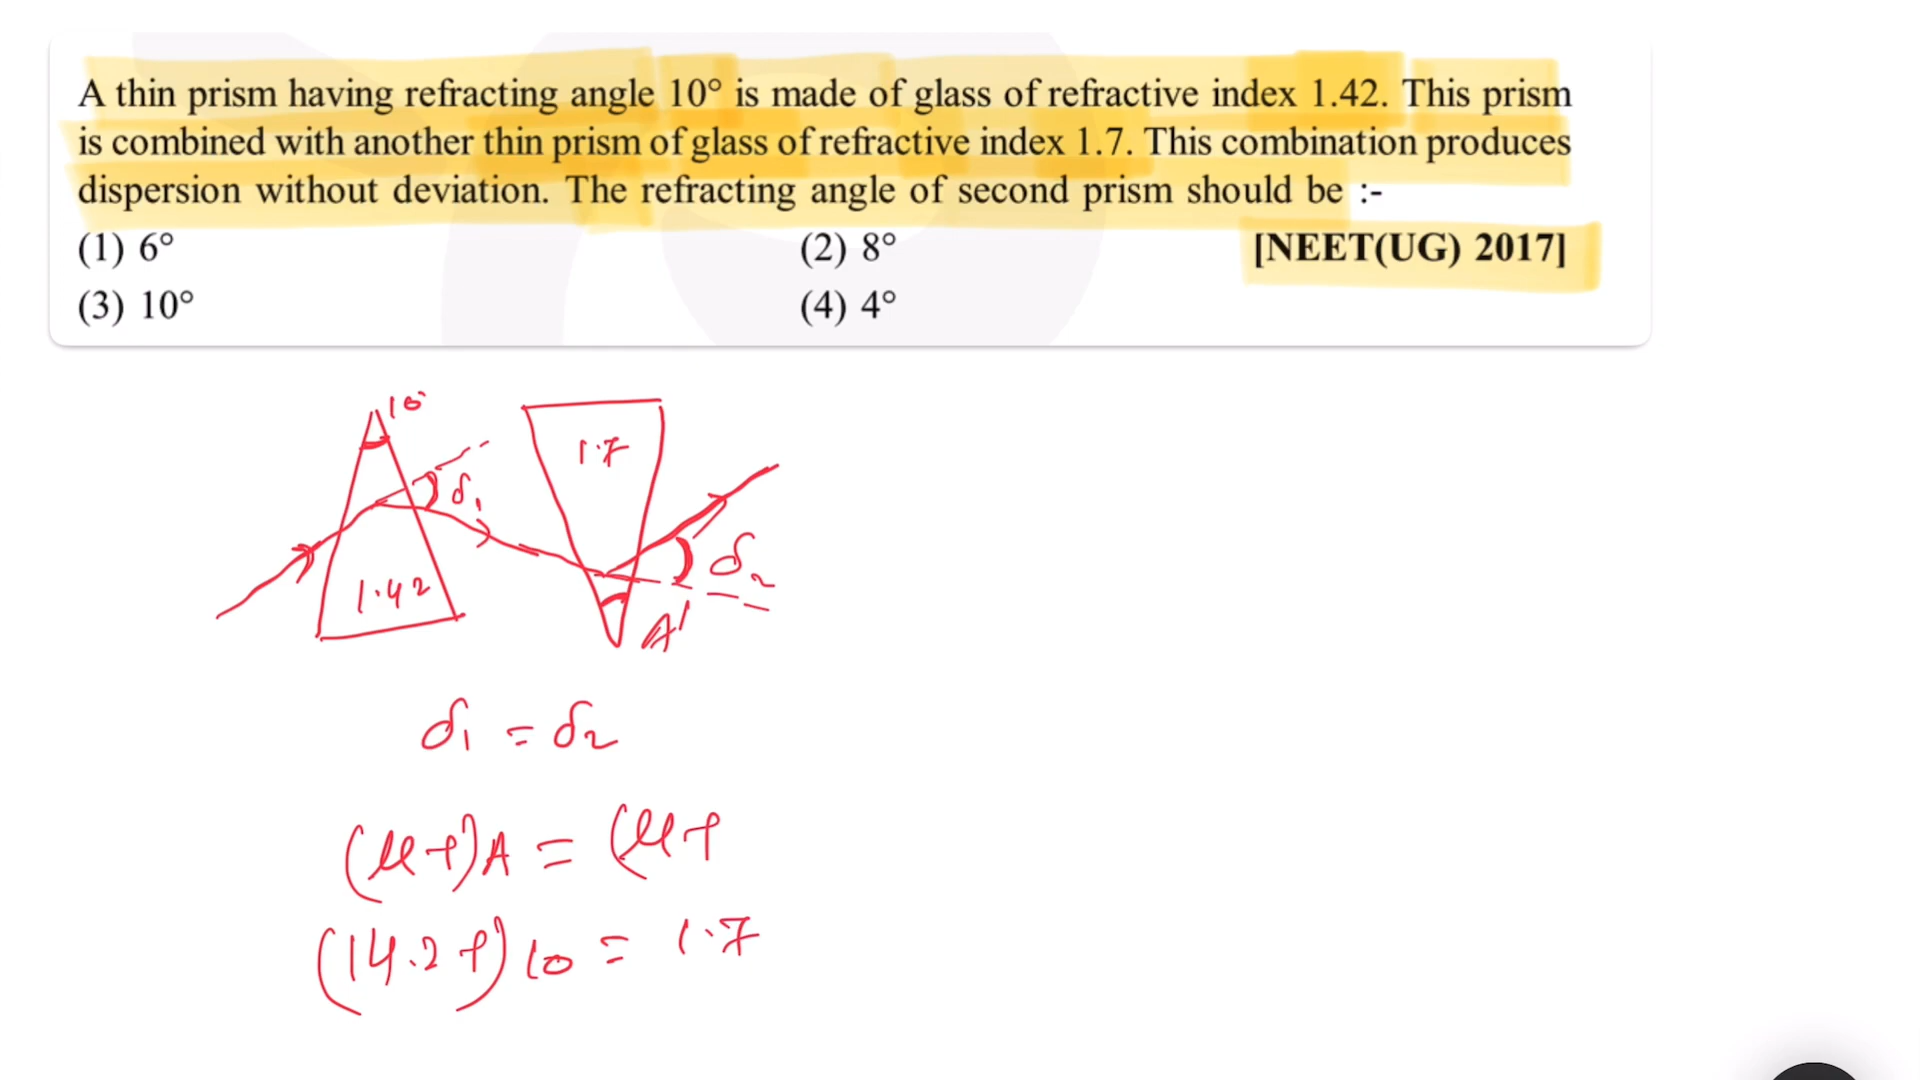 A thin prism having refracting angle 10° is made of glass of refractive index 1.42. This prism
is combined with another thin prism of glass of refractive index 1.7. This combination produces
dispersion without deviation. The refracting angle of second prism should be :-
(1) 6° (2) 8° [NEET(UG) 2017]
(3) 10° (4) 4°
10°
1.7
δ₁
δ₂
1.42
A'
δ₁ = δ₂
(μ-1)A = (μ-1
(14.2-1)10 = 1.7